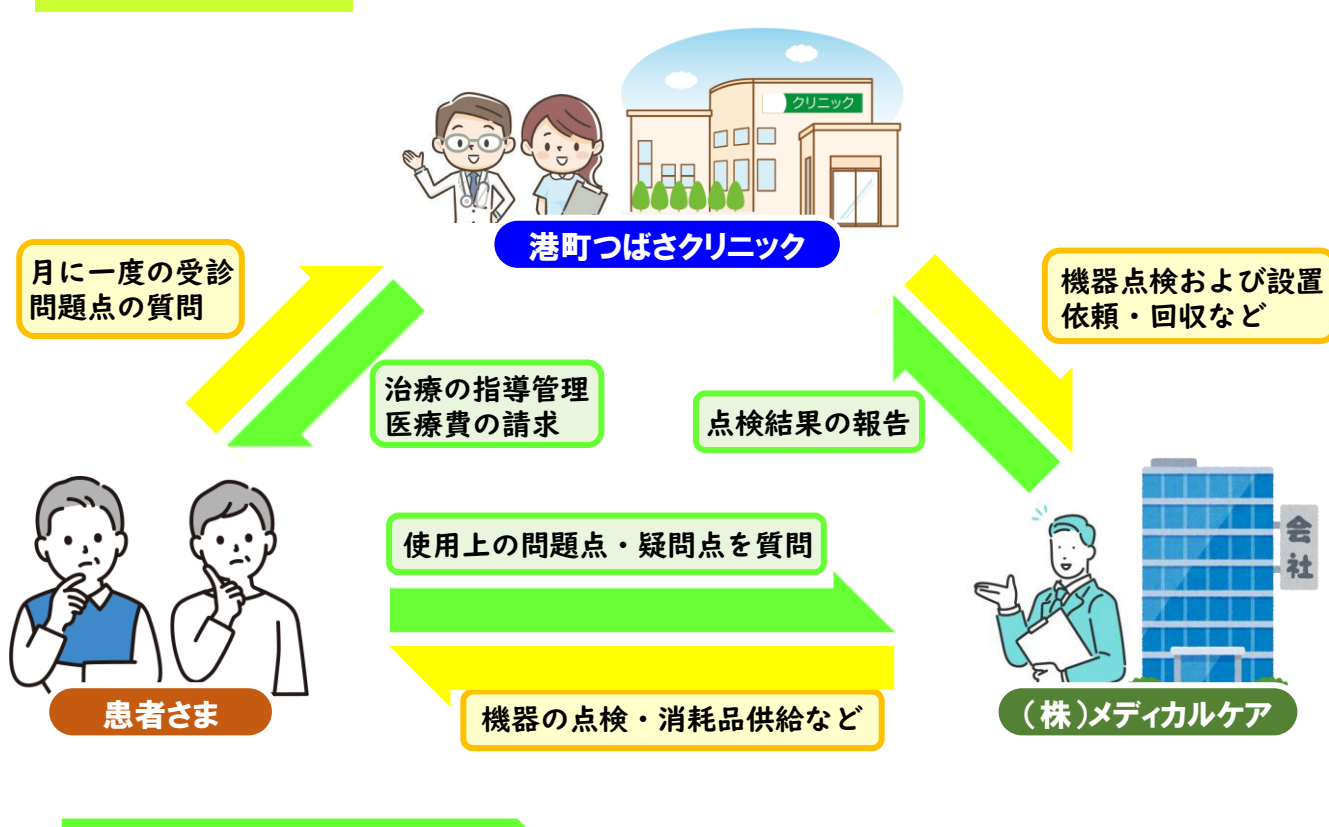 クリニック
港町つばさクリニック
月に一度の受診
問題点の質問
機器点検および設置
依頼・回収など
治療の指導管理
医療費の請求
点検結果の報告
使用上の問題点・疑問点を質問
会社
患者さま
機器の点検・消耗品供給など
(株)メディカルケア